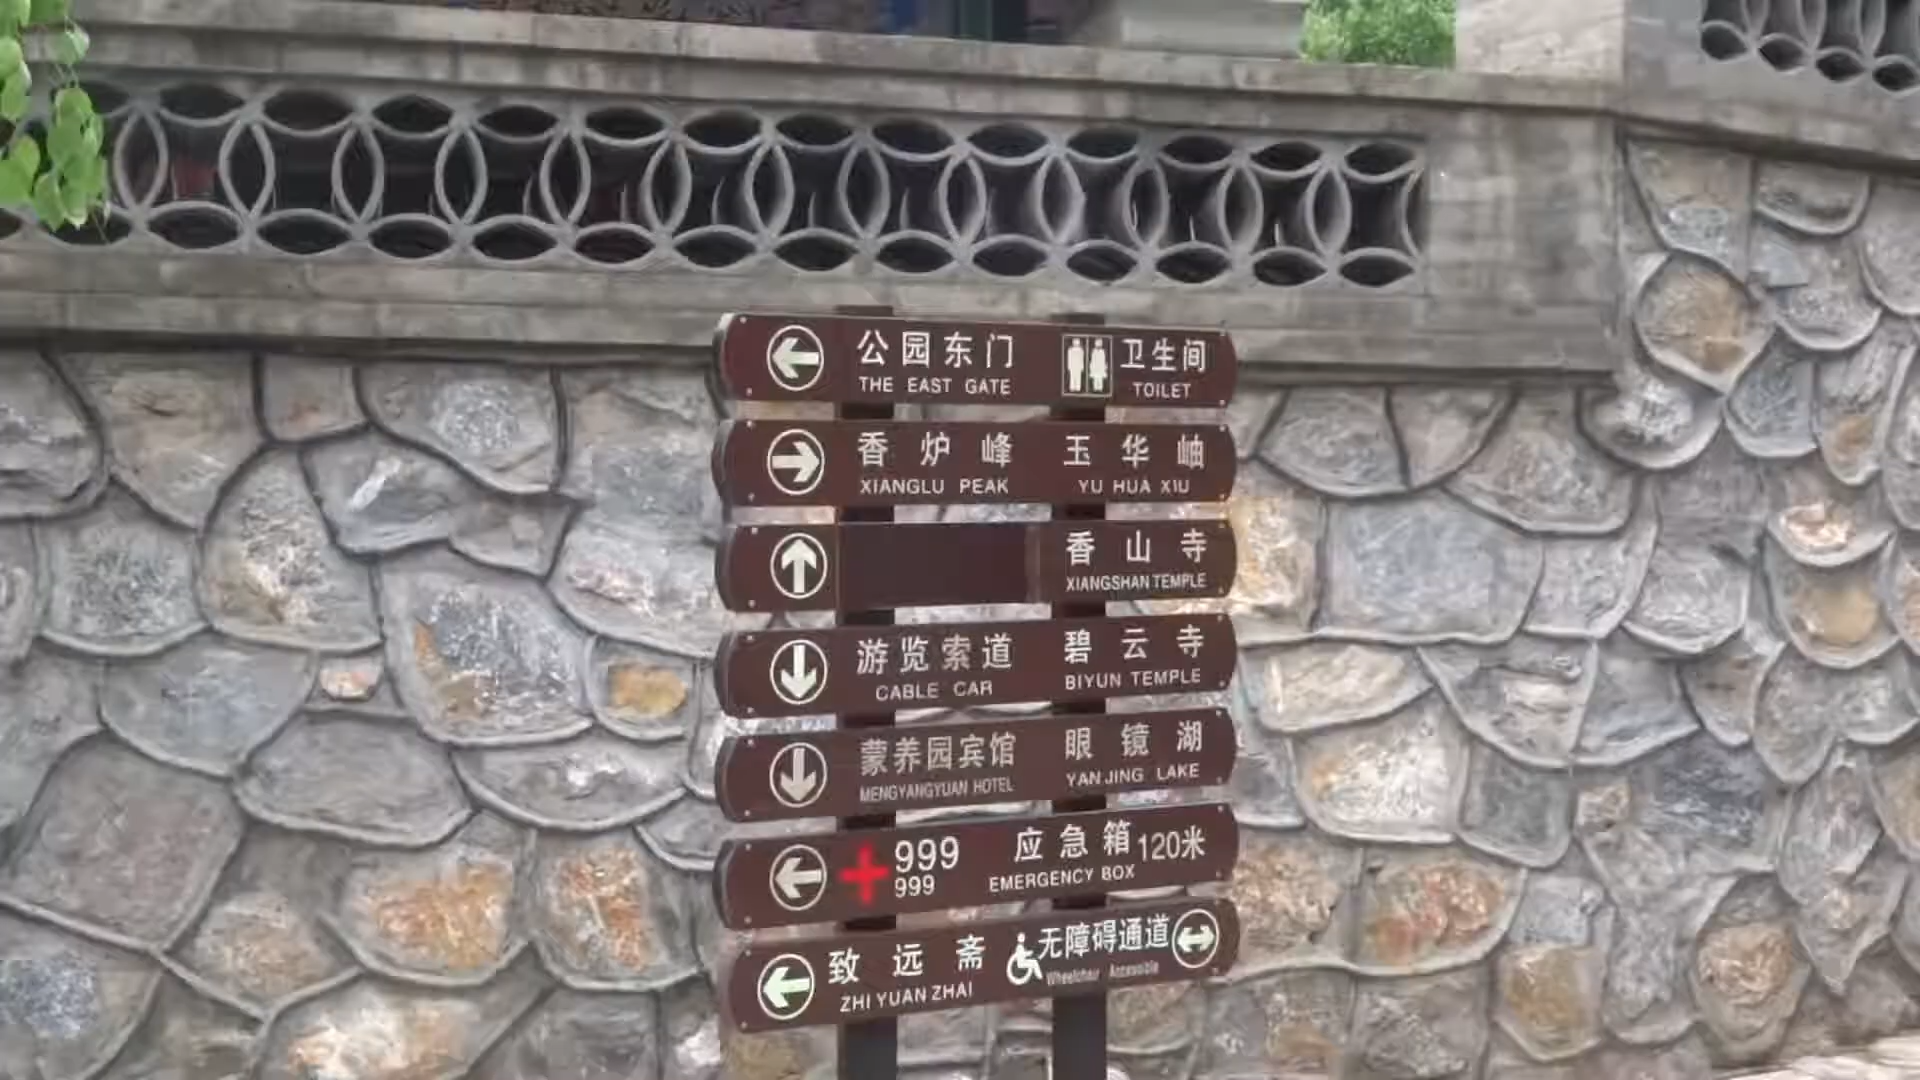 公园东门 卫生间
THE EAST GATE TOILET
香炉峰 玉华岫
XIANGLU PEAK YU HUA XIU
香山寺
XIANGSHAN TEMPLE
游览索道 碧云寺
CABLE CAR BIYUN TEMPLE
蒙养园宾馆 眼镜湖
MENGYANGYUAN HOTEL YAN JING LAKE
999 应急箱 120米
999 EMERGENCY BOX
致远斋 无障碍通道
ZHI YUAN ZHAI Wheelchair Accessible